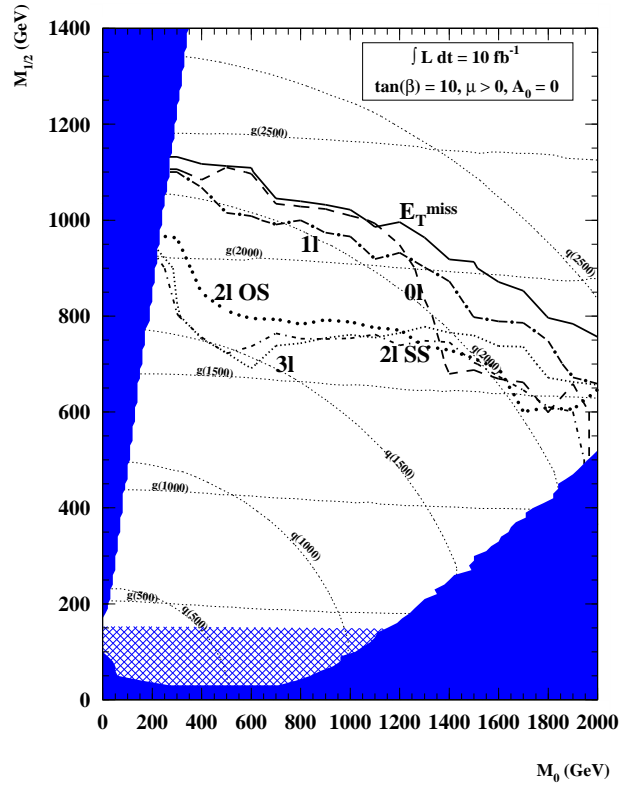 M1/2 (GeV)
1400
1200
1000
800
600
400
200
0
∫ L dt = 10 fb-1
tan(β) = 10, μ > 0, A0 = 0
g(2500)
ETmiss
1l
g(2000)
q(2500)
2l OS
0l
3l
2l SS
q(2000)
g(1500)
q(1500)
g(1000)
q(1000)
g(500)
q(500)
0 200 400 600 800 1000 1200 1400 1600 1800 2000
M0 (GeV)